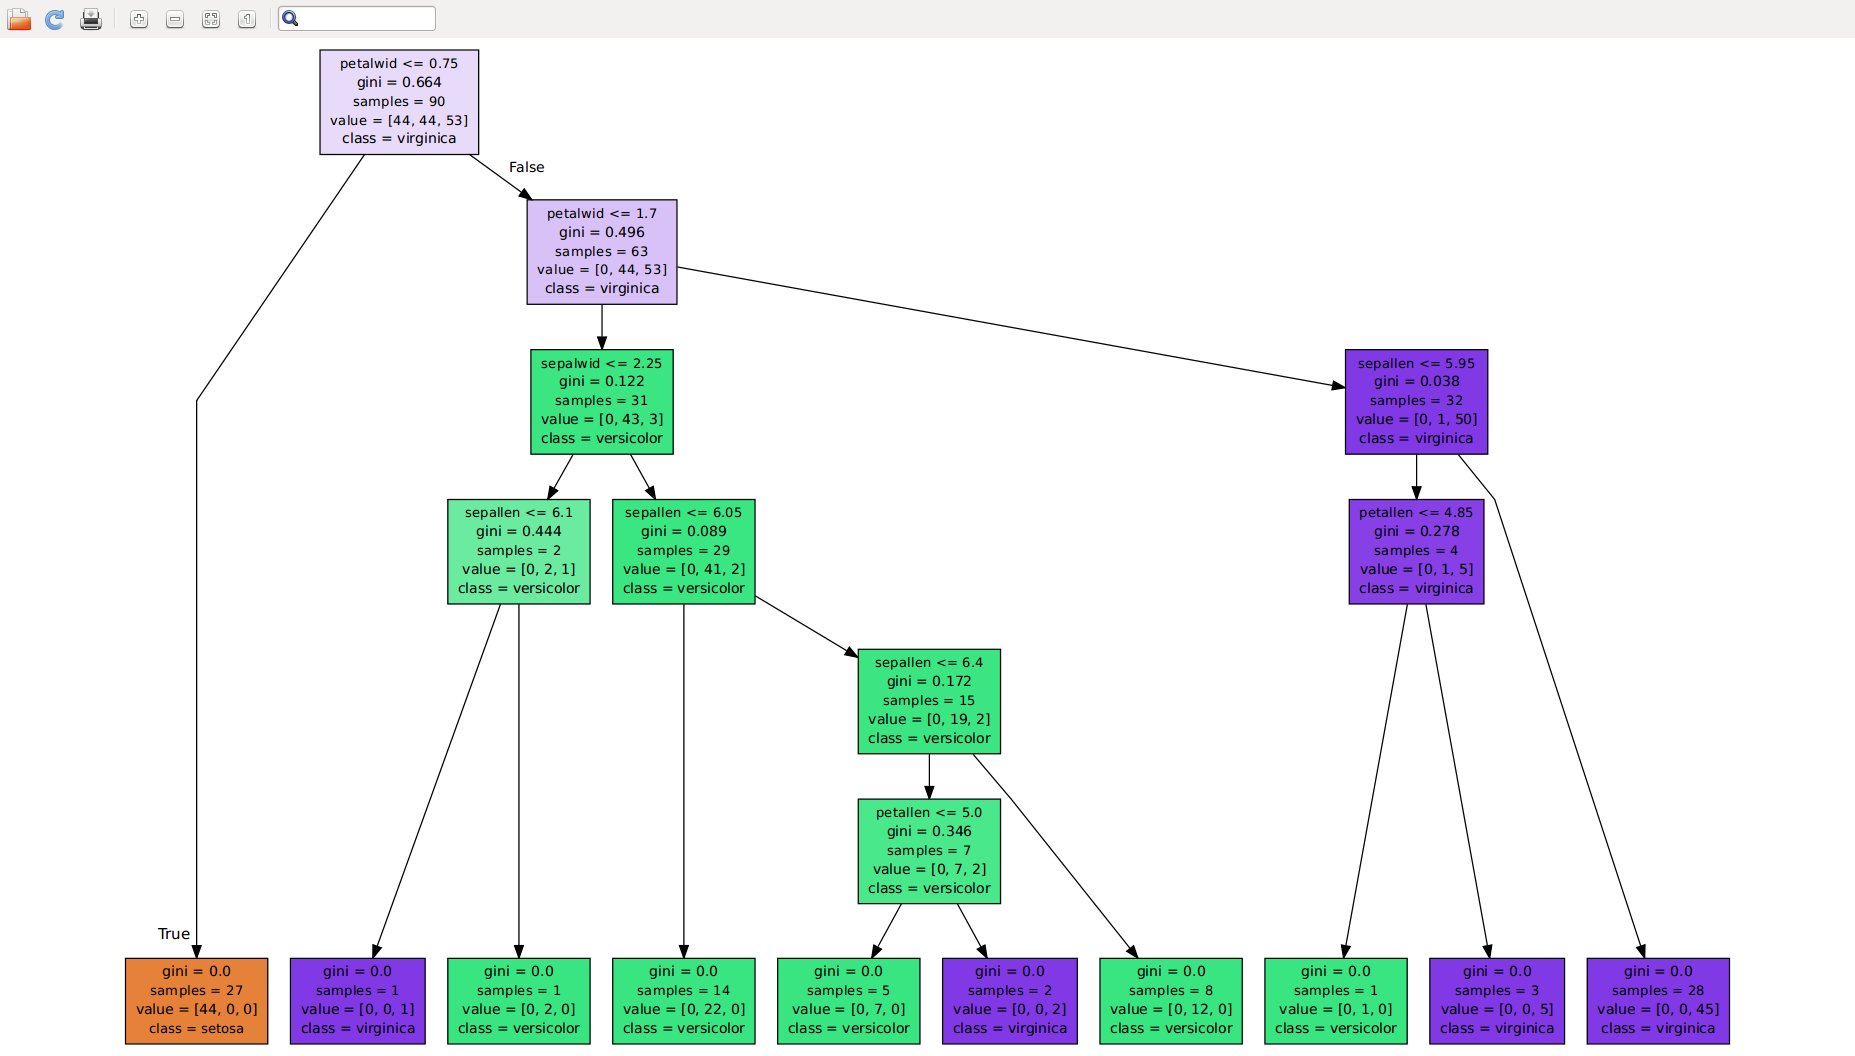 petalwid <= 0.75
gini = 0.664
samples = 90
value = [44, 44, 53]
class = virginica
False
petalwid <= 1.7
gini = 0.496
samples = 63
value = [0, 44, 53]
class = virginica
sepalwid <= 2.25
gini = 0.122
samples = 31
value = [0, 43, 3]
class = versicolor
sepallen <= 5.95
gini = 0.038
samples = 32
value = [0, 1, 50]
class = virginica
sepallen <= 6.1
gini = 0.444
samples = 2
value = [0, 2, 1]
class = versicolor
sepallen <= 6.05
gini = 0.089
samples = 29
value = [0, 41, 2]
class = versicolor
petallen <= 4.85
gini = 0.278
samples = 4
value = [0, 1, 5]
class = virginica
sepallen <= 6.4
gini = 0.172
samples = 15
value = [0, 19, 2]
class = versicolor
petallen <= 5.0
gini = 0.346
samples = 7
value = [0, 7, 2]
class = versicolor
True
gini = 0.0
samples = 27
value = [44, 0, 0]
class = setosa
gini = 0.0
samples = 1
value = [0, 0, 1]
class = virginica
gini = 0.0
samples = 1
value = [0, 2, 0]
class = versicolor
gini = 0.0
samples = 14
value = [0, 22, 0]
class = versicolor
gini = 0.0
samples = 5
value = [0, 7, 0]
class = versicolor
gini = 0.0
samples = 2
value = [0, 0, 2]
class = virginica
gini = 0.0
samples = 8
value = [0, 12, 0]
class = versicolor
gini = 0.0
samples = 1
value = [0, 1, 0]
class = versicolor
gini = 0.0
samples = 3
value = [0, 0, 5]
class = virginica
gini = 0.0
samples = 28
value = [0, 0, 45]
class = virginica